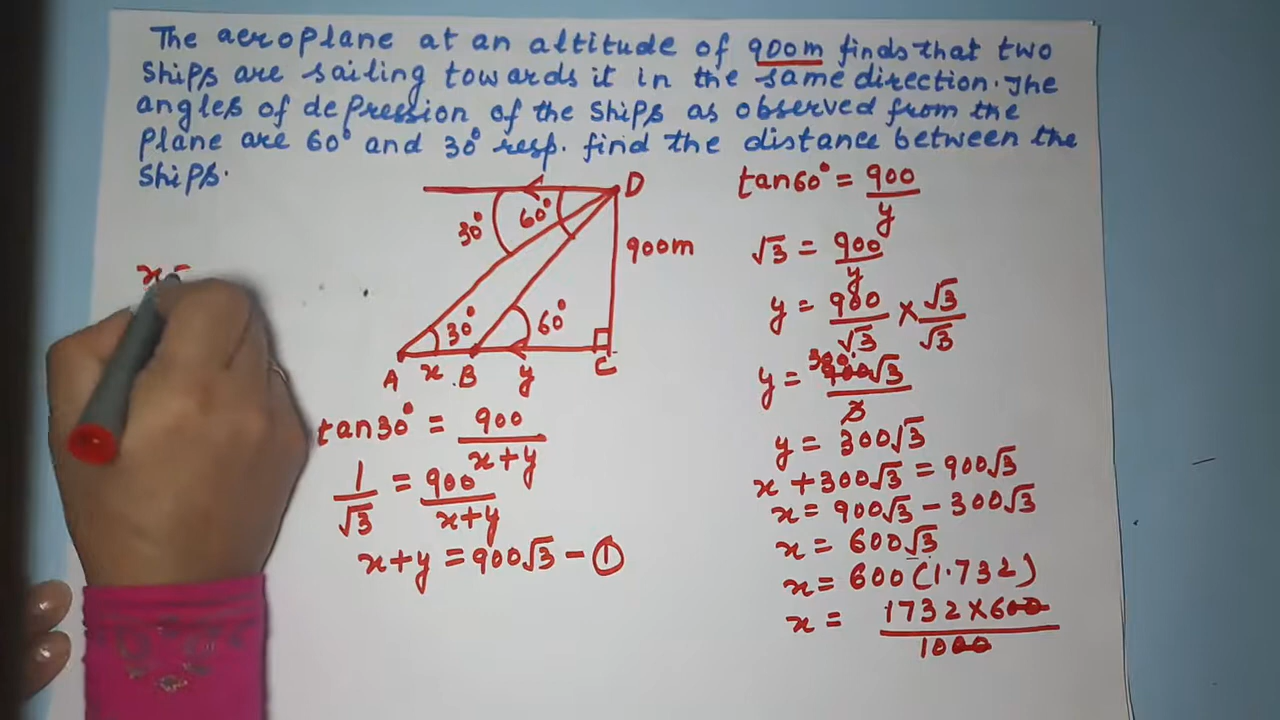 The aeroplane at an altitude of 900m finds that two
ships are sailing towards it in the same direction. The
angles of depression of the ships as observed from the
plane are 60° and 30° resp. find the distance between the
ships.
D
30°
60°
900m
30°
60°
A x B y C
tan30° = 900/x+y
1/√3 = 900/x+y
x+y = 900√3 - ①
tan60° = 900/y
√3 = 900/y
y = 900/√3 × √3/√3
y = 900√3/3
300
y = 300√3
x + 300√3 = 900√3
x = 900√3 - 300√3
x = 600√3
x = 600(1.732)
x = 1732×600/1000
x =